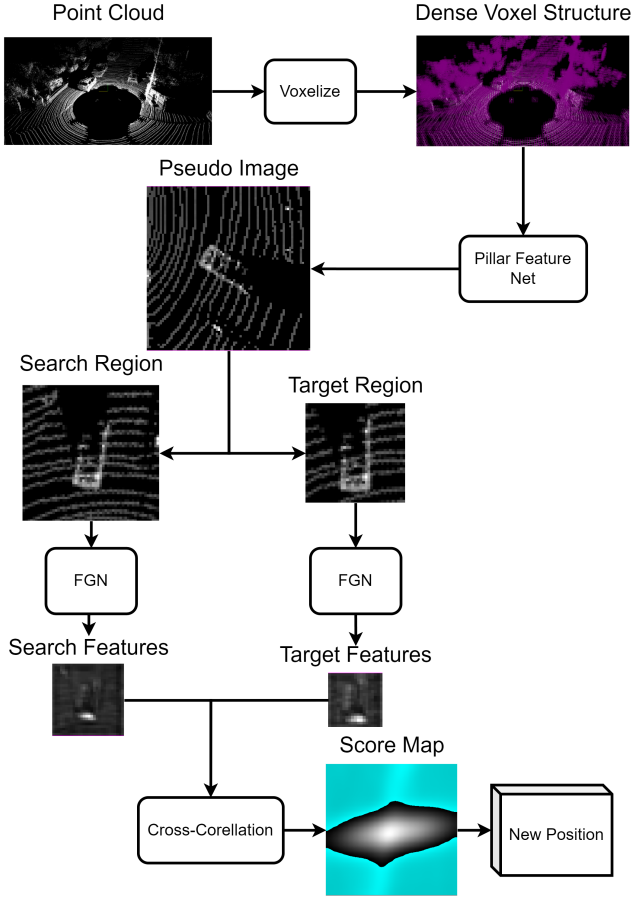 Point Cloud
Dense Voxel Structure
Voxelize
Pseudo Image
Pillar Feature
Net
Search Region
Target Region
FGN
FGN
Search Features
Target Features
Score Map
Cross-Corellation
New Position